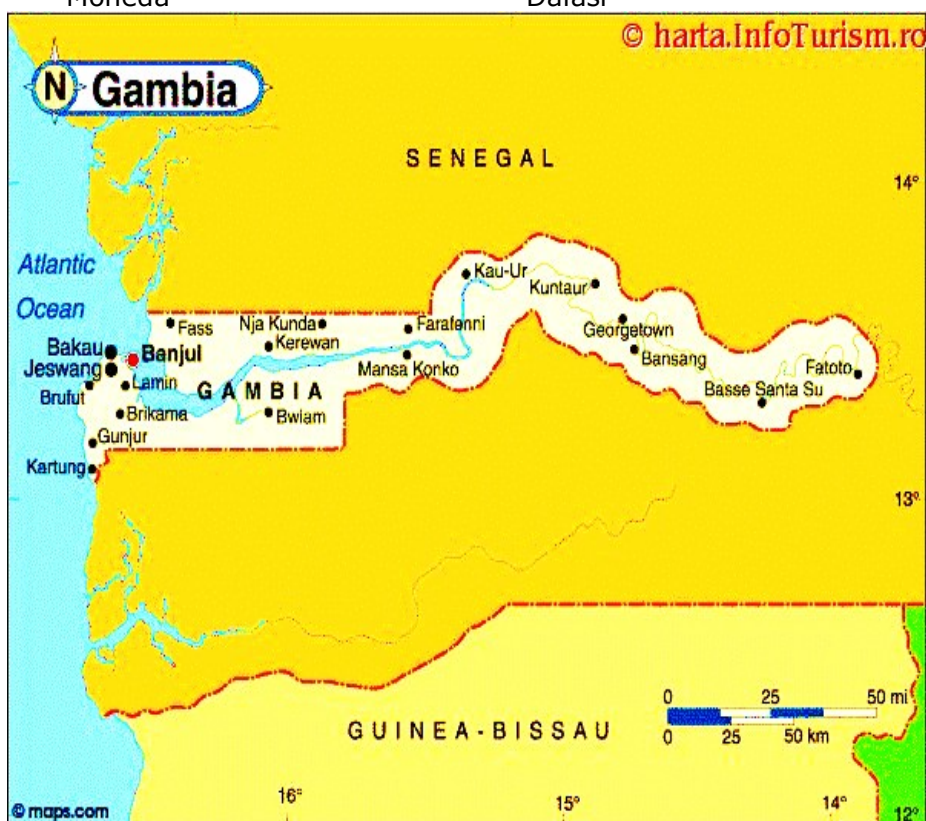 Moneda Dalasi
© harta.InfoTurism.ro
N Gambia
SENEGAL
14°
Atlantic
Ocean
Kau-Ur
Kuntaur
Fass
Nja Kunda
Farafenni
Kerewan
Georgetown
Bakau
Banjul
Jeswang
Mansa Konko
Bansang
Fatoto
Brufut
Lamin
GAMBIA
Basse Santa Su
Brikama
Bwiam
Gunjur
Kartung
13°
0 25 50 mi
0 25 50 km
GUINEA-BISSAU
16°
15°
14°
12°
© maps.com